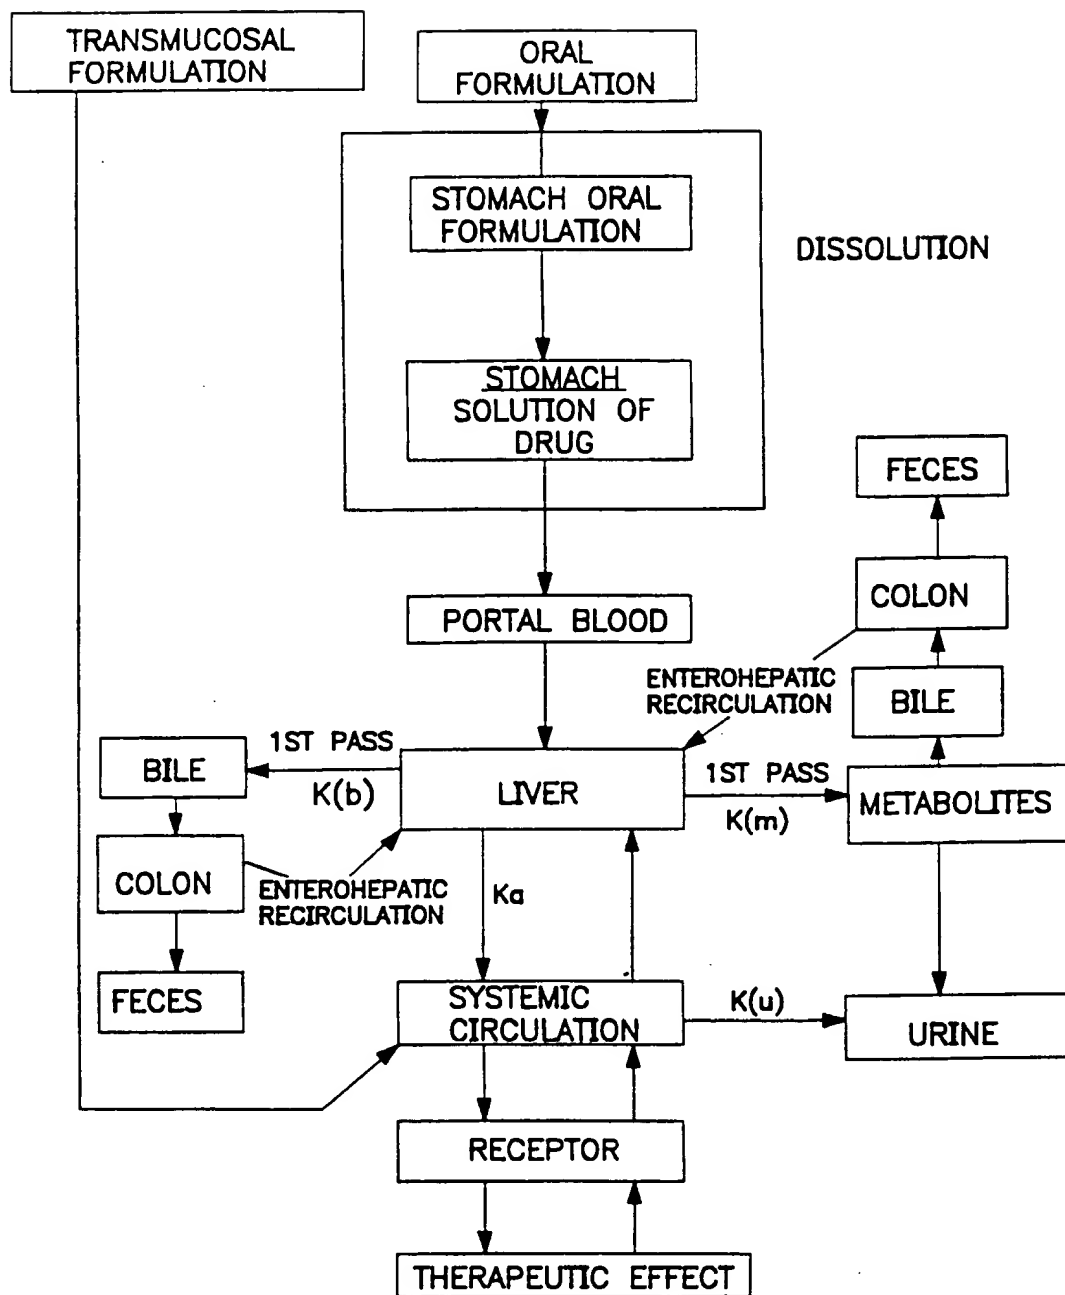 TRANSMUCOSAL
FORMULATION
ORAL
FORMULATION
STOMACH ORAL
FORMULATION
DISSOLUTION
STOMACH
SOLUTION OF
DRUG
FECES
COLON
PORTAL BLOOD
ENTEROHEPATIC
RECIRCULATION
BILE
1ST PASS
BILE
K(b)
LIVER
1ST PASS
K(m)
METABOLITES
COLON
ENTEROHEPATIC
RECIRCULATION
Ka
FECES
SYSTEMIC
CIRCULATION
K(u)
URINE
RECEPTOR
THERAPEUTIC EFFECT